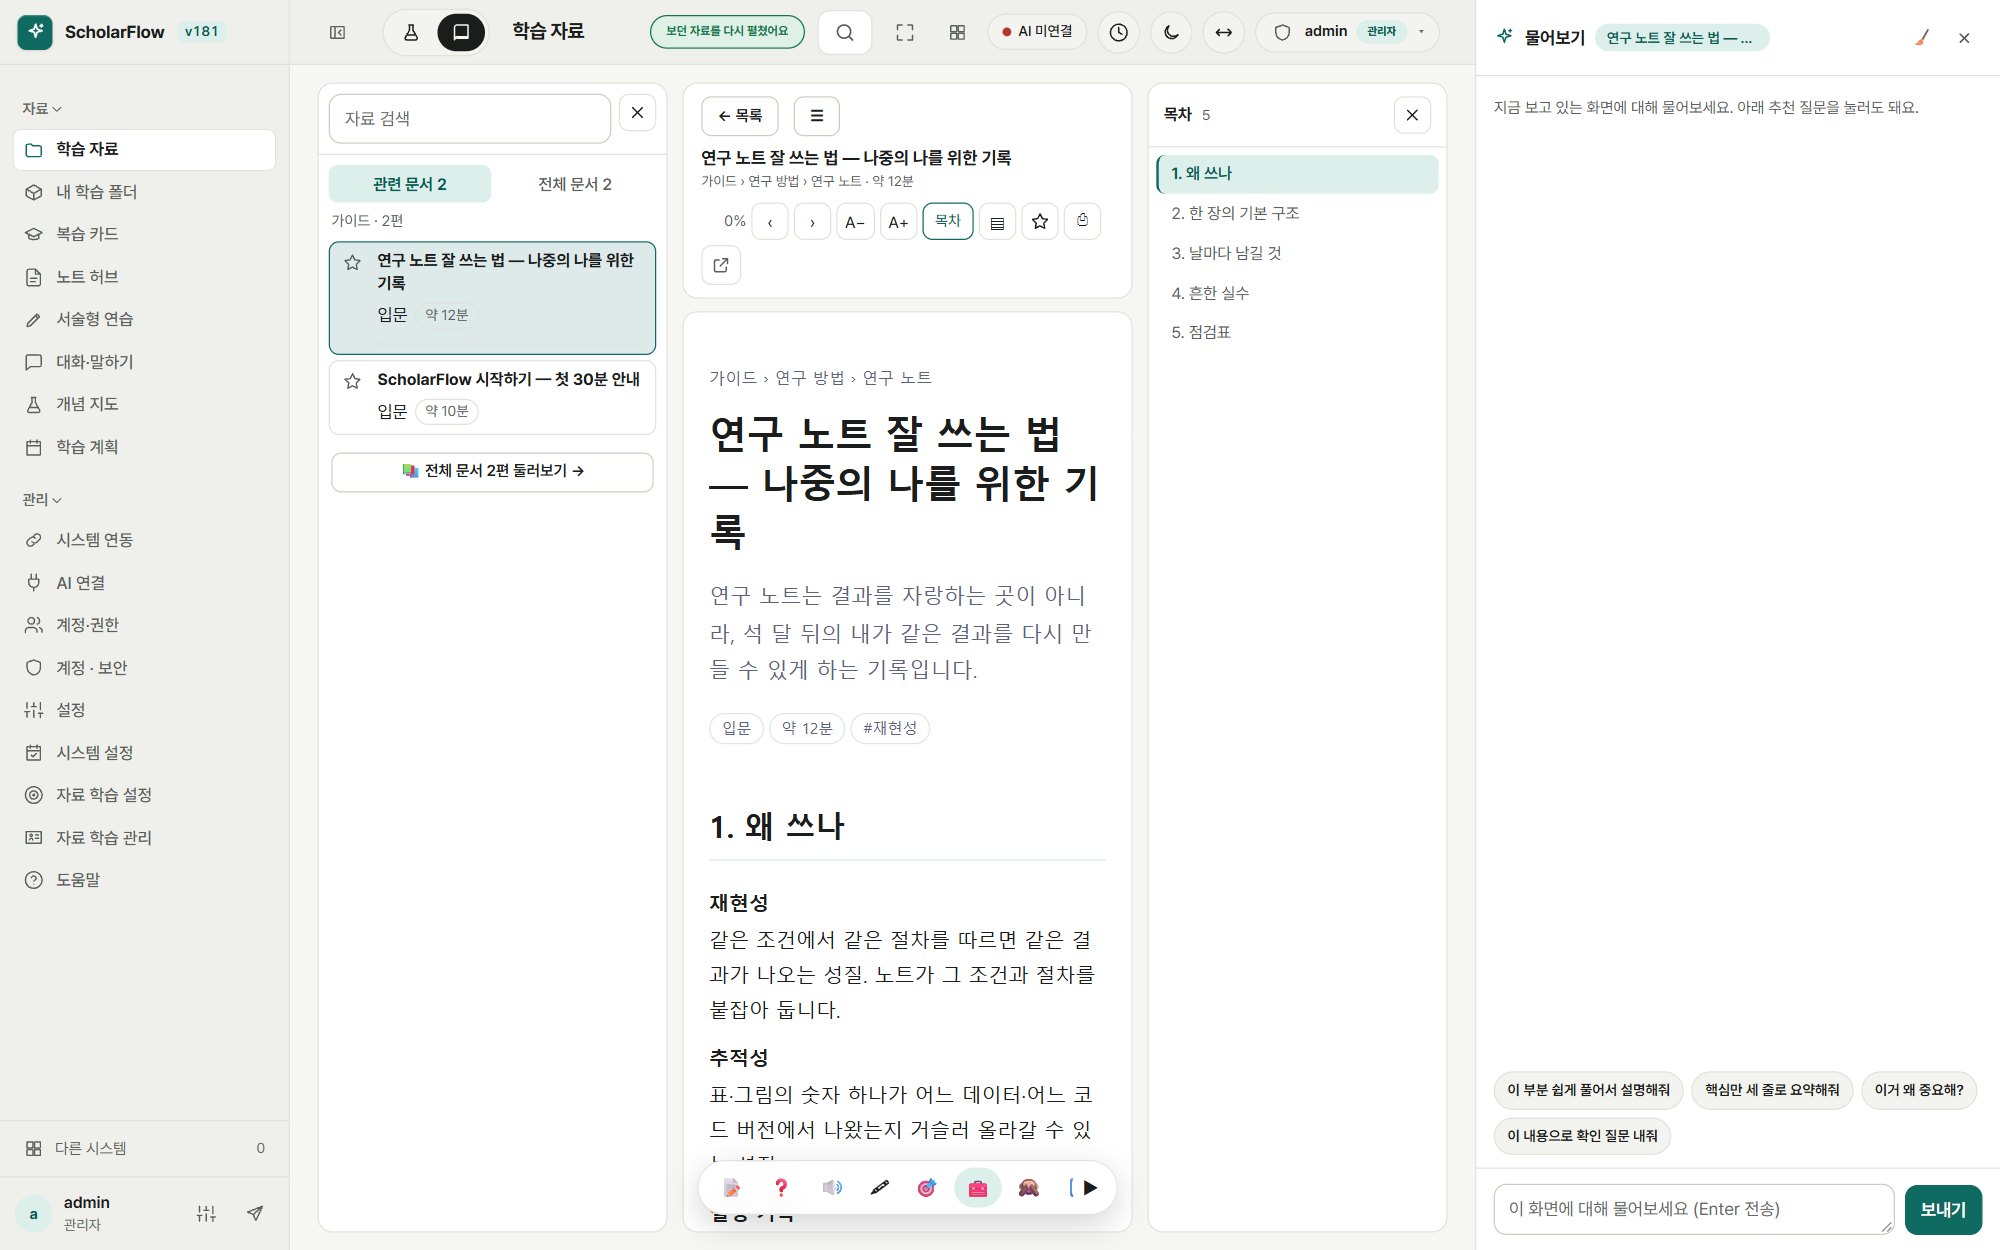 ScholarFlow v181
자료
학습 자료
내 학습 폴더
복습 카드
노트 허브
서술형 연습
대화·말하기
개념 지도
학습 계획
관리
시스템 연동
AI 연결
계정·권한
계정 · 보안
설정
시스템 설정
자료 학습 설정
자료 학습 관리
도움말
다른 시스템 0
a admin
관리자
학습 자료
보던 자료를 다시 펼쳤어요
AI 미연결
admin 관리자
자료 검색
관련 문서 2
전체 문서 2
가이드 · 2편
연구 노트 잘 쓰는 법 — 나중의 나를 위한
기록
입문 약 12분
ScholarFlow 시작하기 — 첫 30분 안내
입문 약 10분
전체 문서 2편 둘러보기 →
← 목록
연구 노트 잘 쓰는 법 — 나중의 나를 위한 기록
가이드 › 연구 방법 › 연구 노트 · 약 12분
0% ‹ › A− A+ 목차
가이드 › 연구 방법 › 연구 노트
연구 노트 잘 쓰는 법
— 나중의 나를 위한 기
록
연구 노트는 결과를 자랑하는 곳이 아니
라, 석 달 뒤의 내가 같은 결과를 다시 만
들 수 있게 하는 기록입니다.
입문 약 12분 #재현성
1. 왜 쓰나
재현성
같은 조건에서 같은 절차를 따르면 같은 결
과가 나오는 성질. 노트가 그 조건과 절차를
붙잡아 둡니다.
추적성
표·그림의 숫자 하나가 어느 데이터·어느 코
드 버전에서 나왔는지 거슬러 올라갈 수 있
목차 5
1. 왜 쓰나
2. 한 장의 기본 구조
3. 날마다 남길 것
4. 흔한 실수
5. 점검표
물어보기 연구 노트 잘 쓰는 법 — ...
지금 보고 있는 화면에 대해 물어보세요. 아래 추천 질문을 눌러도 돼요.
이 부분 쉽게 풀어서 설명해줘
핵심만 세 줄로 요약해줘
이거 왜 중요해?
이 내용으로 확인 질문 내줘
이 화면에 대해 물어보세요 (Enter 전송)
보내기